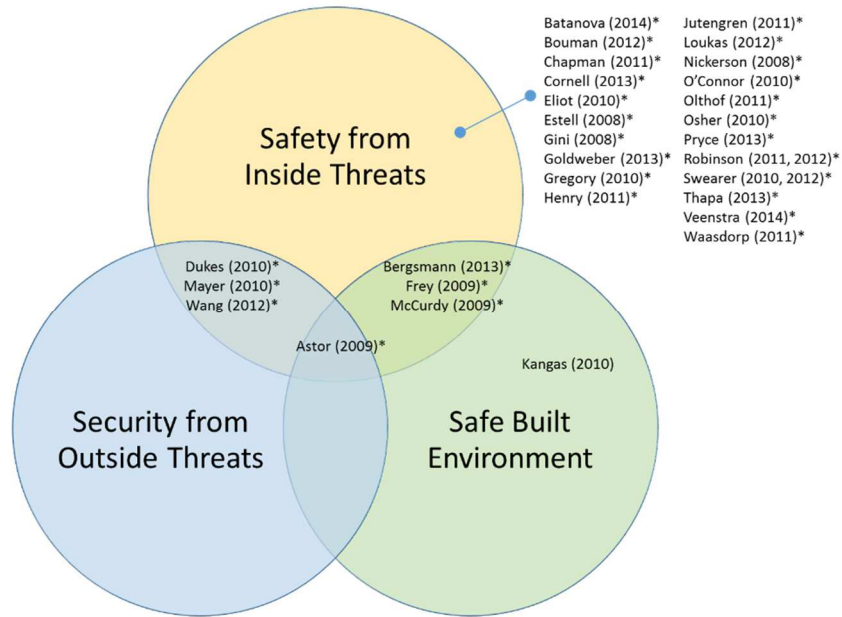 Batanova (2014)*
Bouman (2012)*
Chapman (2011)*
Cornell (2013)*
Eliot (2010)*
Estell (2008)*
Gini (2008)*
Goldweber (2013)*
Gregory (2010)*
Henry (2011)*
Jutengren (2011)*
Loukas (2012)*
Nickerson (2008)*
O'Connor (2010)*
Olthof (2011)*
Osher (2010)*
Pryce (2013)*
Robinson (2011, 2012)*
Swearer (2010, 2012)*
Thapa (2013)*
Veenstra (2014)*
Waasdorp (2011)*
Safety from
Inside Threats
Dukes (2010)*
Mayer (2010)*
Wang (2012)*
Bergsmann (2013)*
Frey (2009)*
McCurdy (2009)*
Astor (2009)*
Kangas (2010)
Security from
Outside Threats
Safe Built
Environment